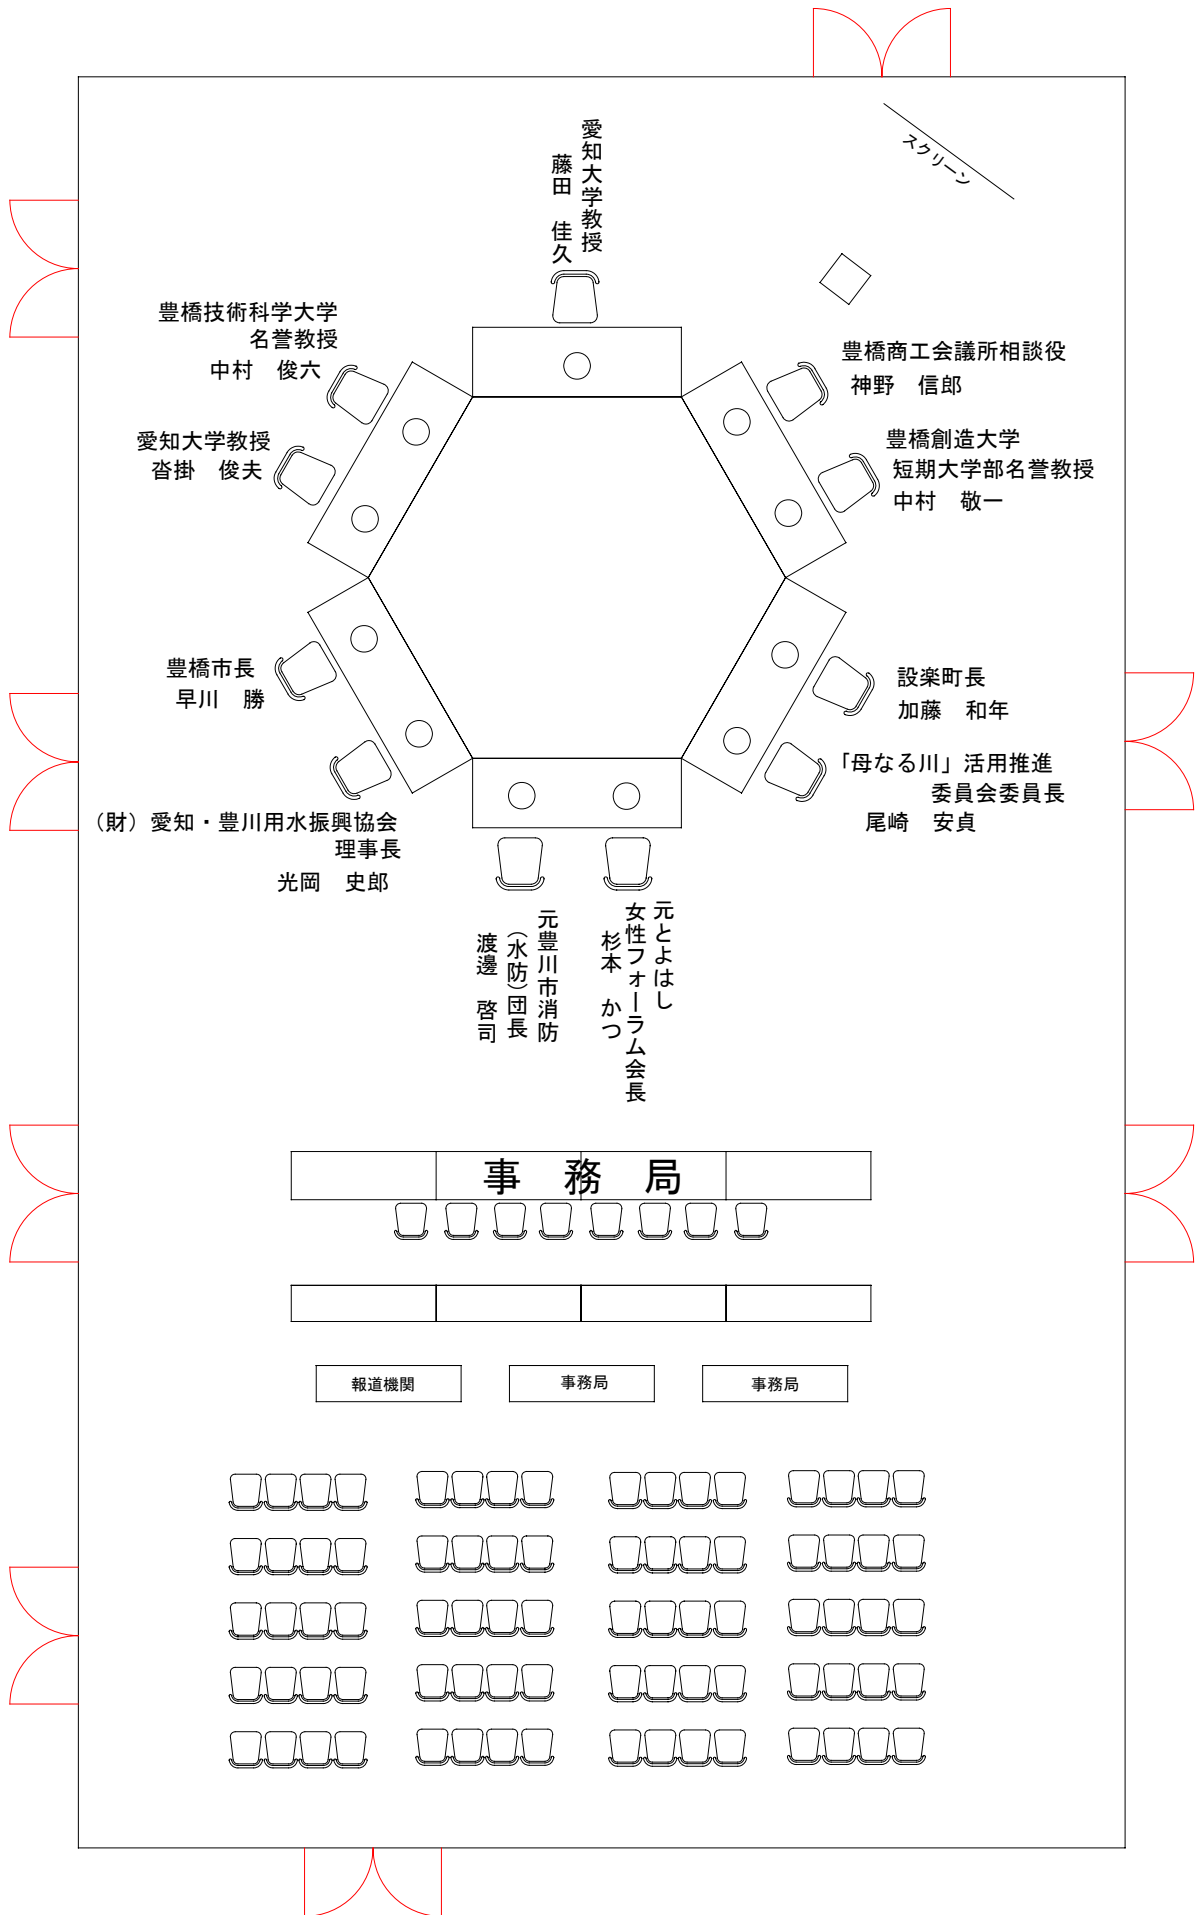 スクリーン
愛知大学教授
藤田　佳久
豊橋技術科学大学
名誉教授
中村　俊六
愛知大学教授
沓掛　俊夫
豊橋商工会議所相談役
神野　信郎
豊橋創造大学
短期大学部名誉教授
中村　敬一
豊橋市長
早川　勝
（財）愛知・豊川用水振興協会
理事長
光岡　史郎
設楽町長
加藤　和年
「母なる川」活用推進
委員会委員長
尾崎　安貞
元豊川市消防
（水防）団長
渡邊　啓司
元とよはし
女性フォーラム会長
杉本　かつ
事　務　局
報道機関
事務局
事務局